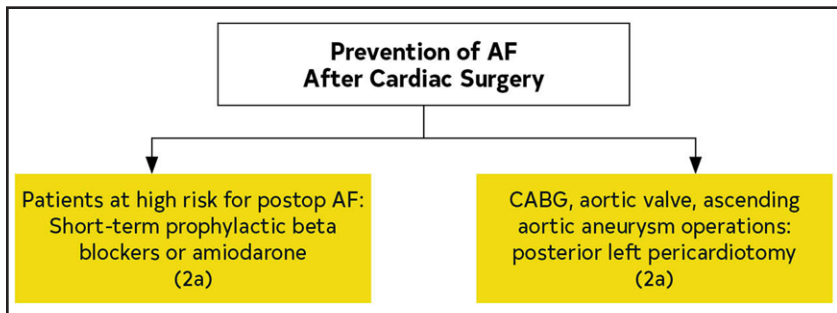 Prevention of AF
After Cardiac Surgery
Patients at high risk for postop AF:
Short-term prophylactic beta
blockers or amiodarone
(2a)
CABG, aortic valve, ascending
aortic aneurysm operations:
posterior left pericardiotomy
(2a)